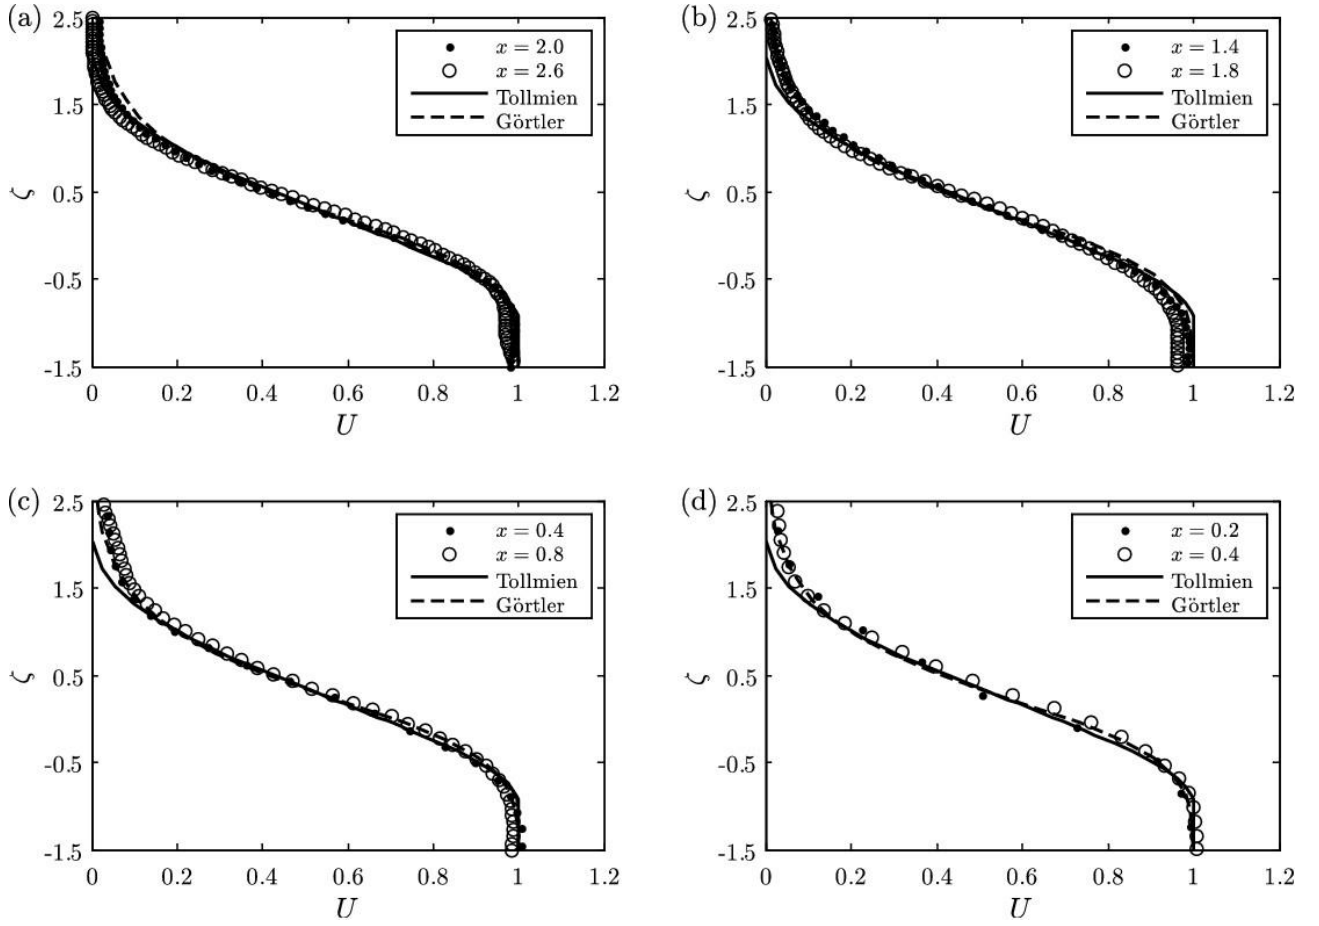 (a)
2.5
1.5
0.5
-0.5
-1.5
ζ
0 0.2 0.4 0.6 0.8 1 1.2
U
x = 2.0
x = 2.6
Tollmien
Görtler
(b)
2.5
1.5
0.5
-0.5
-1.5
ζ
0 0.2 0.4 0.6 0.8 1 1.2
U
x = 1.4
x = 1.8
Tollmien
Görtler
(c)
2.5
1.5
0.5
-0.5
-1.5
ζ
0 0.2 0.4 0.6 0.8 1 1.2
U
x = 0.4
x = 0.8
Tollmien
Görtler
(d)
2.5
1.5
0.5
-0.5
-1.5
ζ
0 0.2 0.4 0.6 0.8 1 1.2
U
x = 0.2
x = 0.4
Tollmien
Görtler